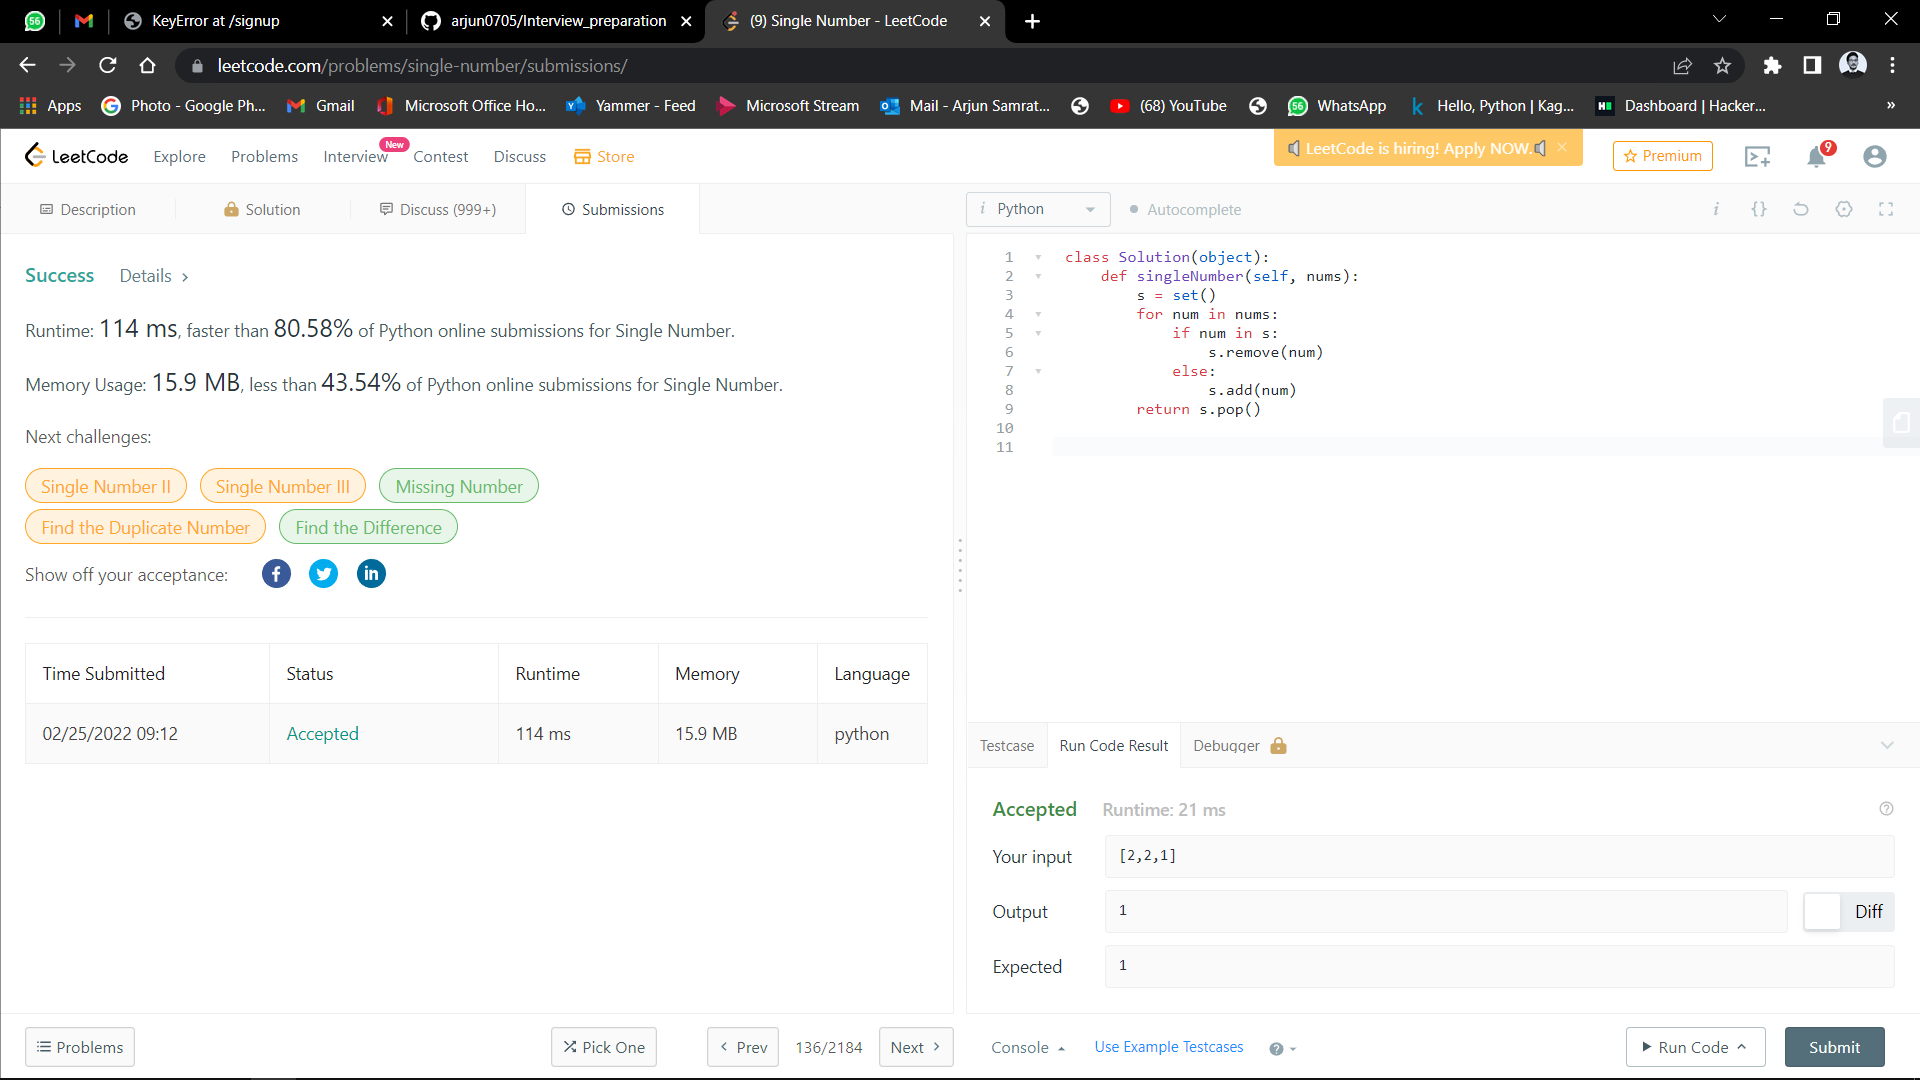 56
KeyError at /signup
arjun0705/Interview_preparation
(9) Single Number - LeetCode
leetcode.com/problems/single-number/submissions/
Apps
Photo - Google Ph...
Gmail
Microsoft Office Ho...
Yammer - Feed
Microsoft Stream
Mail - Arjun Samrat...
(68) YouTube
56
WhatsApp
Hello, Python | Kag...
Dashboard | Hacker...
»
LeetCode
Explore
Problems
Interview
New
Contest
Discuss
Store
LeetCode is hiring! Apply NOW.
Premium
9
Description
Solution
Discuss (999+)
Submissions
i Python
Autocomplete
Success
Details
Runtime: 114 ms, faster than 80.58% of Python online submissions for Single Number.
Memory Usage: 15.9 MB, less than 43.54% of Python online submissions for Single Number.
Next challenges:
Single Number II
Single Number III
Missing Number
Find the Duplicate Number
Find the Difference
Show off your acceptance:
Time Submitted Status Runtime Memory Language
02/25/2022 09:12 Accepted 114 ms 15.9 MB python
1 class Solution(object):
2 def singleNumber(self, nums):
3 s = set()
4 for num in nums:
5 if num in s:
6 s.remove(num)
7 else:
8 s.add(num)
9 return s.pop()
10
11
Testcase
Run Code Result
Debugger
Accepted Runtime: 21 ms
Your input [2,2,1]
Output 1
Diff
Expected 1
Problems
Pick One
Prev
136/2184
Next
Console
Use Example Testcases
Run Code
Submit